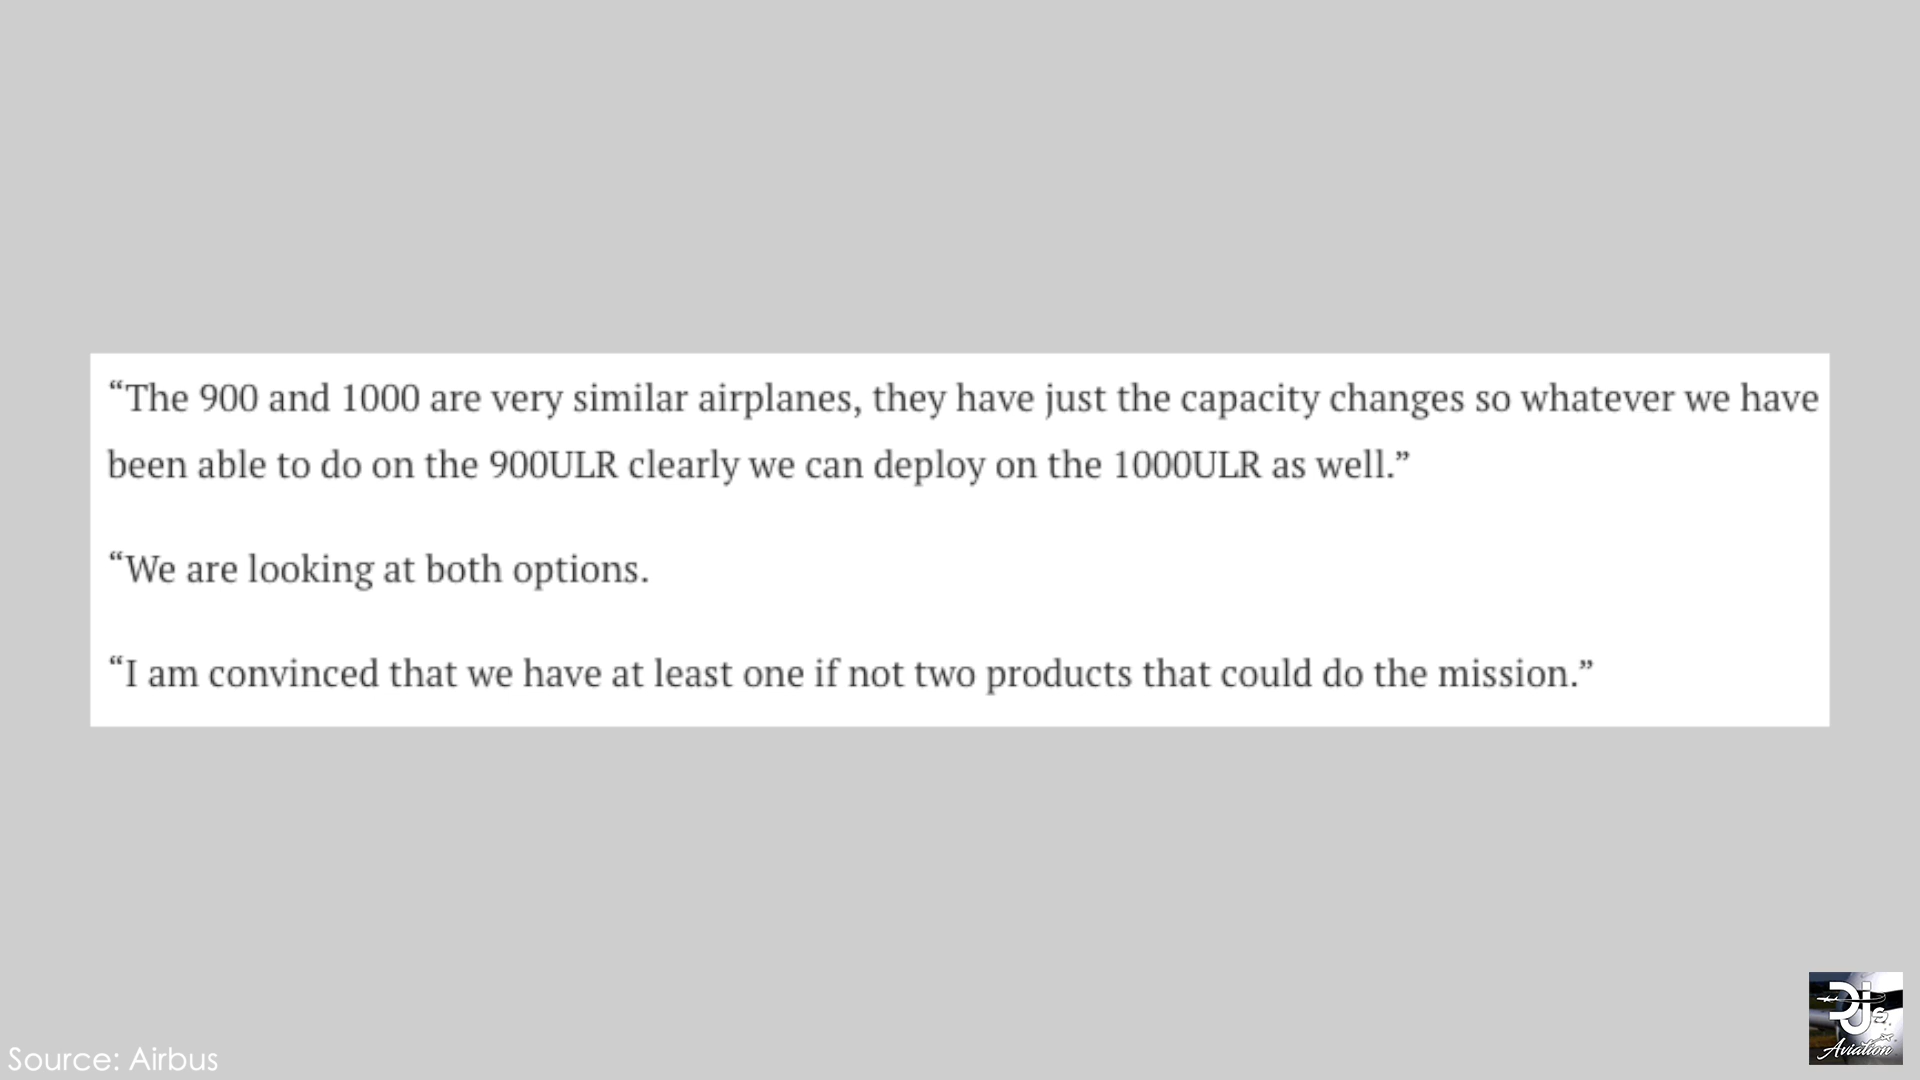 “The 900 and 1000 are very similar airplanes, they have just the capacity changes so whatever we have
been able to do on the 900ULR clearly we can deploy on the 1000ULR as well.”
“We are looking at both options.
“I am convinced that we have at least one if not two products that could do the mission.”
Source: Airbus
DJs
Aviation